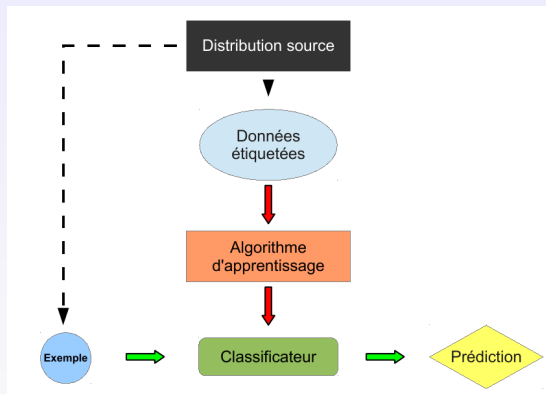 Distribution source
Données
étiquetées
Algorithme
d'apprentissage
Exemple
Classificateur
Prédiction